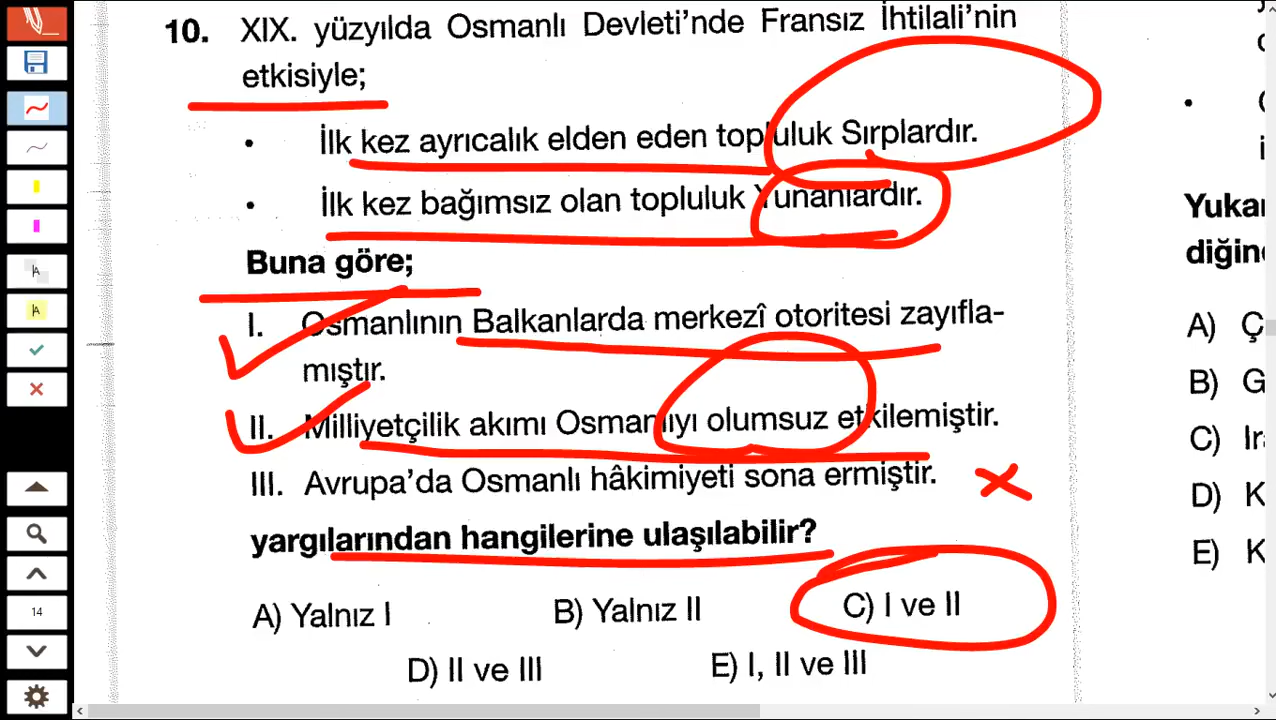 10. XIX. yüzyılda Osmanlı Devleti’nde Fransız İhtilali’nin
etkisiyle;
• İlk kez ayrıcalık elden eden topluluk Sırplardır.
• İlk kez bağımsız olan topluluk Yunanlardır.
Buna göre;
I. Osmanlının Balkanlarda merkezî otoritesi zayıfla-
mıştır.
II. Milliyetçilik akımı Osmanlıyı olumsuz etkilemiştir.
III. Avrupa’da Osmanlı hâkimiyeti sona ermiştir.
yargılarından hangilerine ulaşılabilir?
A) Yalnız I B) Yalnız II C) I ve II
D) II ve III E) I, II ve III
A) Ç
B) G
C)
D) K
E) K
A
A
14